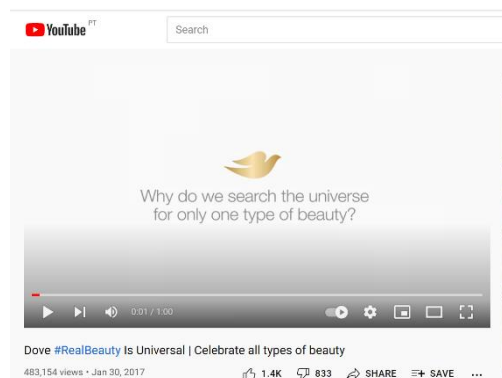 YouTube PT
Search
Why do we search the universe
for only one type of beauty?
0:01 / 1:00
Dove #RealBeauty Is Universal | Celebrate all types of beauty
483,154 views • Jan 30, 2017 1.4K 833 SHARE SAVE ...